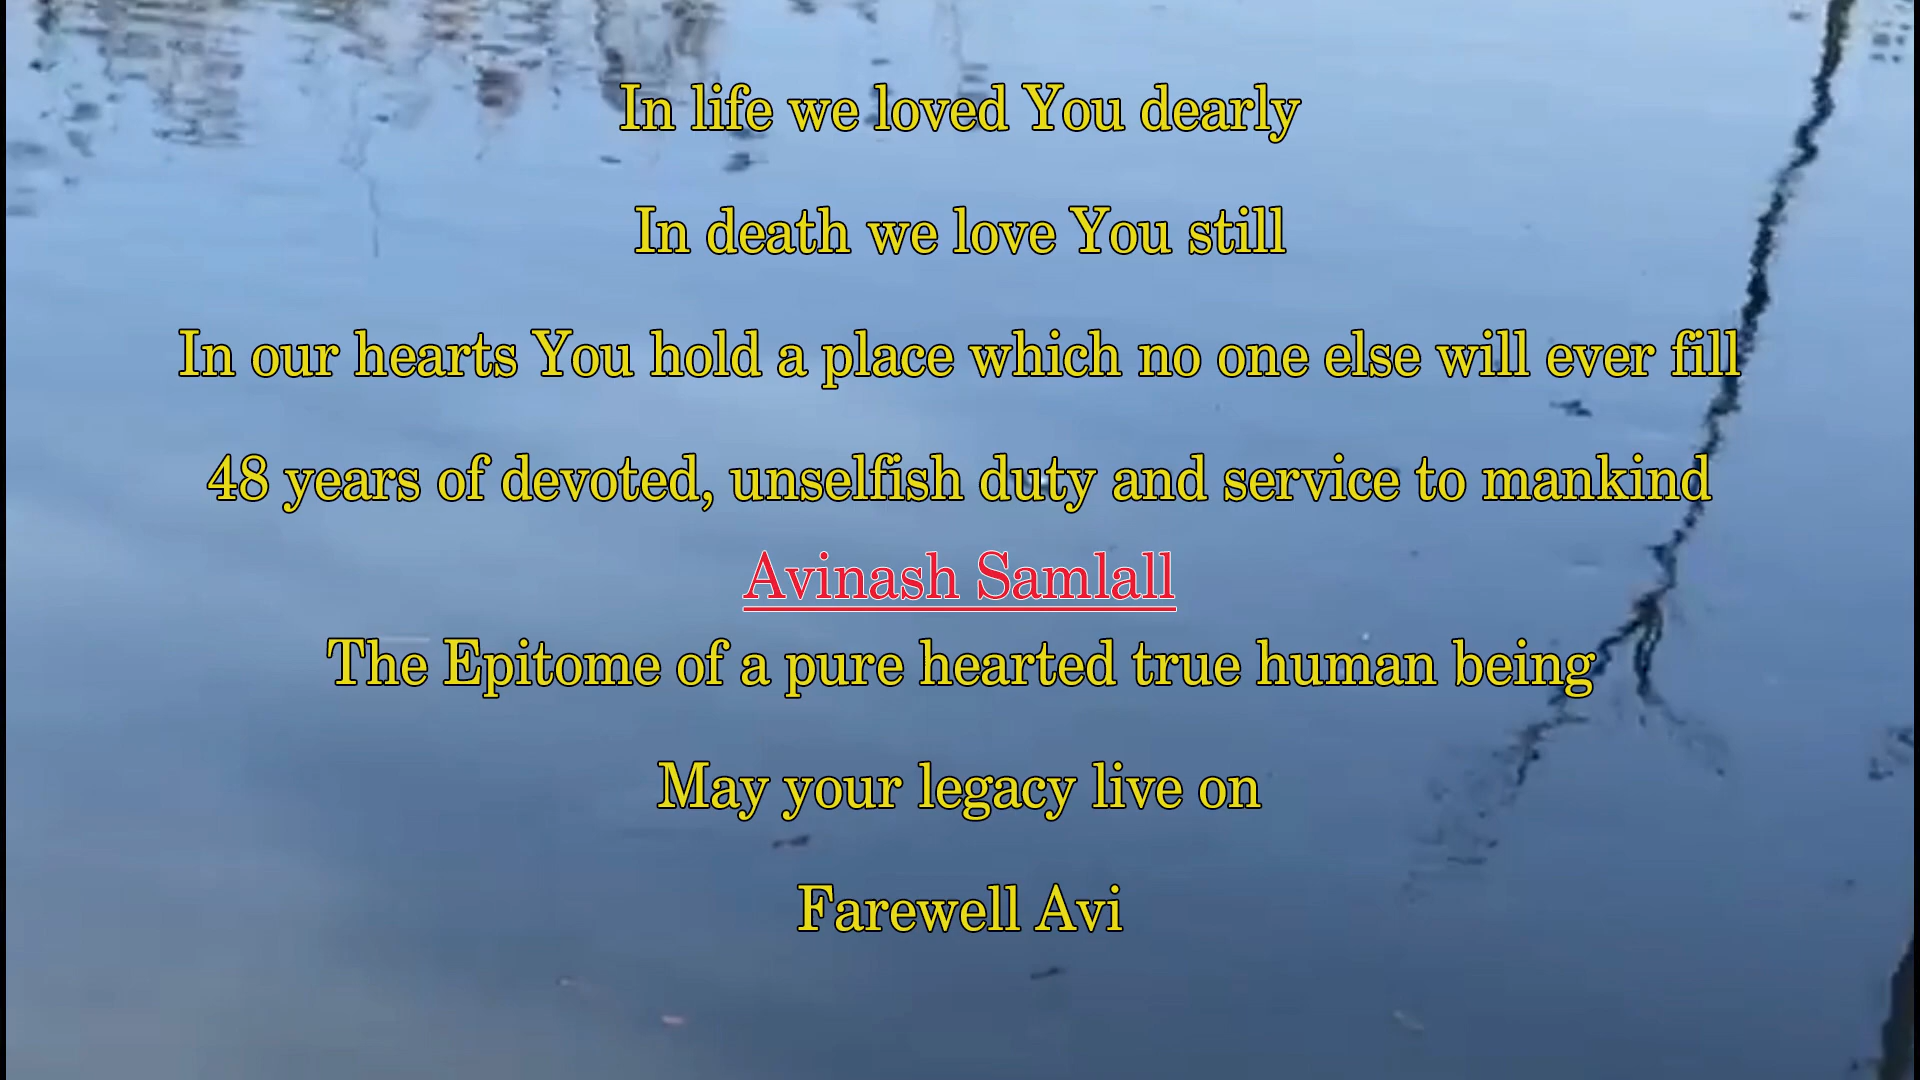 In life we loved You dearly
In death we love You still
In our hearts You hold a place which no one else will ever fill
48 years of devoted, unselfish duty and service to mankind
Avinash Samlall
The Epitome of a pure hearted true human being
May your legacy live on
Farewell Avi